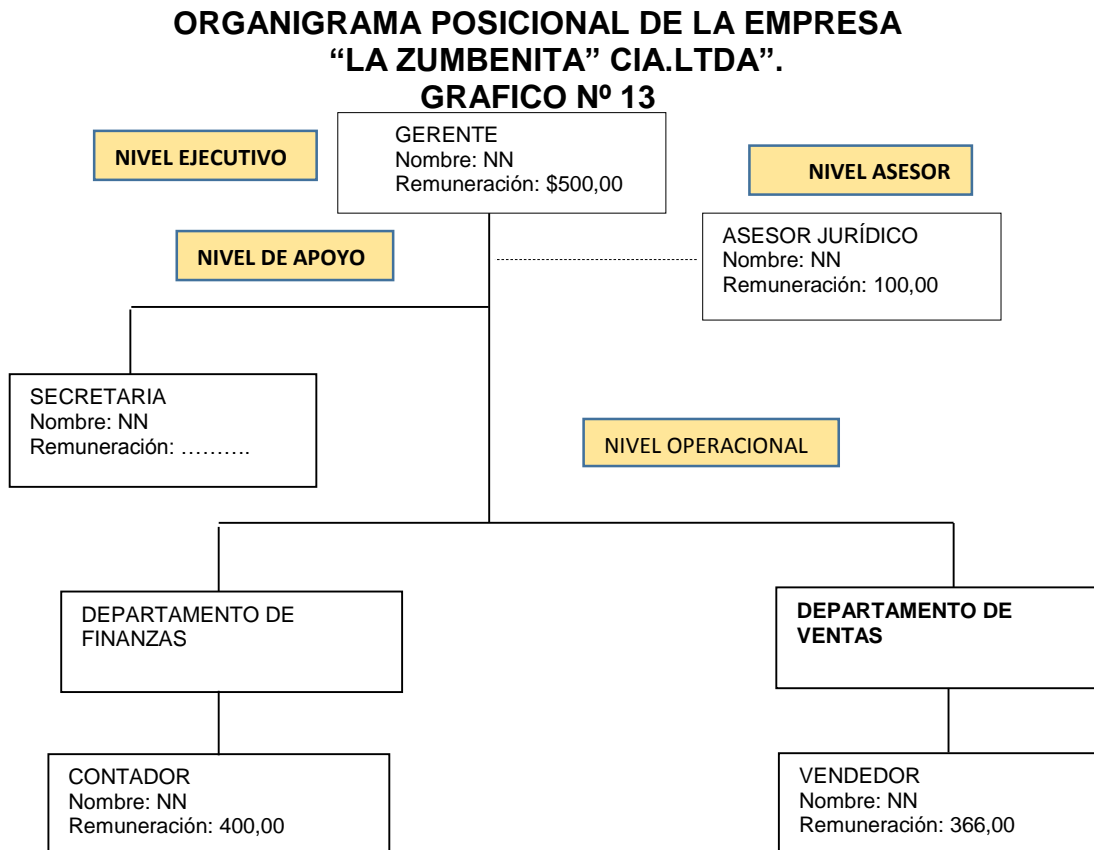 ORGANIGRAMA POSICIONAL DE LA EMPRESA
“LA ZUMBENITA” CIA.LTDA”.
GRAFICO Nº 13
NIVEL EJECUTIVO
GERENTE
Nombre: NN
Remuneración: $500,00
NIVEL ASESOR
NIVEL DE APOYO
ASESOR JURÍDICO
Nombre: NN
Remuneración: 100,00
SECRETARIA
Nombre: NN
Remuneración: ……….
NIVEL OPERACIONAL
DEPARTAMENTO DE
FINANZAS
DEPARTAMENTO DE
VENTAS
CONTADOR
Nombre: NN
Remuneración: 400,00
VENDEDOR
Nombre: NN
Remuneración: 366,00